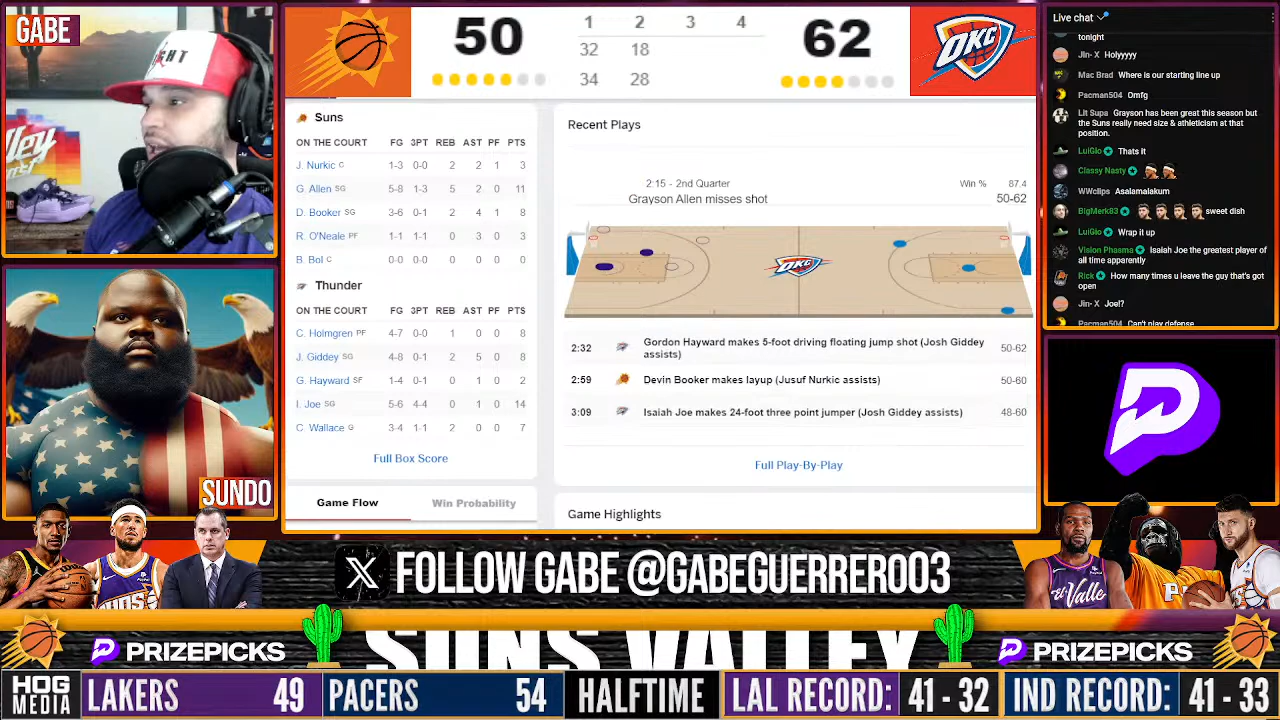 GABE
50
62
1 2 3 4
32 18
34 28
OKC
Suns
ON THE COURT FG 3PT REB AST PF PTS
J. Nurkic C 1-3 0-0 2 2 1 3
G. Allen SG 5-8 1-3 5 2 0 11
D. Booker SG 3-6 0-1 2 4 1 8
R. O'Neale PF 1-1 1-1 0 3 0 3
B. Bol C 0-0 0-0 0 0 0 0
Thunder
ON THE COURT FG 3PT REB AST PF PTS
C. Holmgren PF 4-7 0-0 1 0 0 8
J. Giddey SG 4-8 0-1 2 5 0 8
G. Hayward SF 1-4 0-1 0 1 0 2
I. Joe SG 5-6 4-4 0 1 0 14
C. Wallace G 3-4 1-1 2 0 0 7
Full Box Score
Game Flow Win Probability
Recent Plays
2:15 - 2nd Quarter
Grayson Allen misses shot
Win % 87.4
50-62
OKC
2:32 Gordon Hayward makes 5-foot driving floating jump shot (Josh Giddey
assists) 50-62
2:59 Devin Booker makes layup (Jusuf Nurkic assists) 50-60
3:09 Isaiah Joe makes 24-foot three point jumper (Josh Giddey assists) 48-60
Full Play-By-Play
Game Highlights
Live chat
tonight
Jin- X Holyyyyy
Mac Brad Where is our starting line up
Pacman504 Omfg
Lit Supa Grayson has been great this season but
the Suns really need size & athleticism at that
position.
LuiGio Thats it
Classy Nasty
WWclips Asalamalakum
BigMerk83 sweet dish
LuiGio Wrap it up
Vision Phasma Isaiah Joe the greatest player of
all time apparently
Rick How many times u leave the guy that's got
open
Jin- X Joe!?
Pacman504 Can't play defense
SUNDO
FOLLOW GABE @GABEGUERRERO03
PRIZEPICKS
SUNS VALLEY
PRIZEPICKS
HOG
MEDIA
LAKERS 49 PACERS 54 HALFTIME LAL RECORD: 41 - 32 IND RECORD: 41 - 33